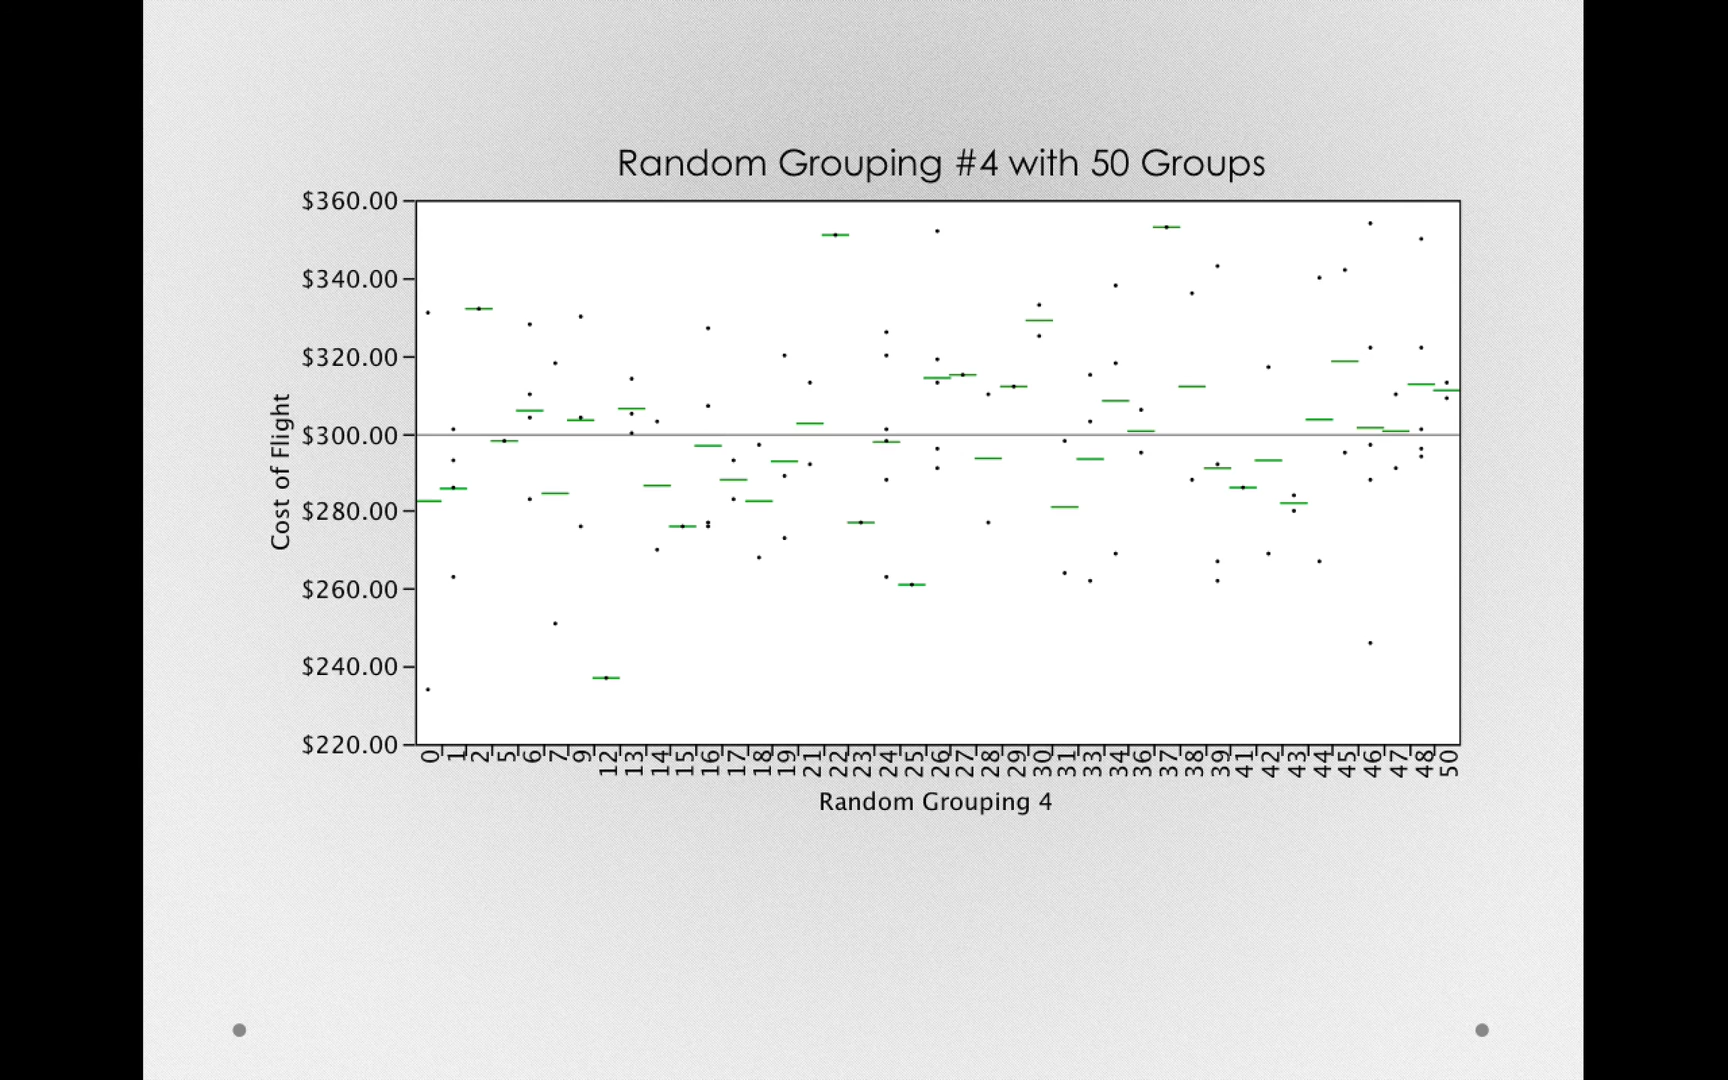 Random Grouping #4 with 50 Groups
$360.00
$340.00
$320.00
$300.00
$280.00
$260.00
$240.00
$220.00
Cost of Flight
0 1 2 5 6 7 9 12 13 14 15 16 17 18 19 21 22 23 24 25 26 27 28 29 30 31 33 34 36 37 38 39 41 42 43 44 45 46 47 48 50
Random Grouping 4